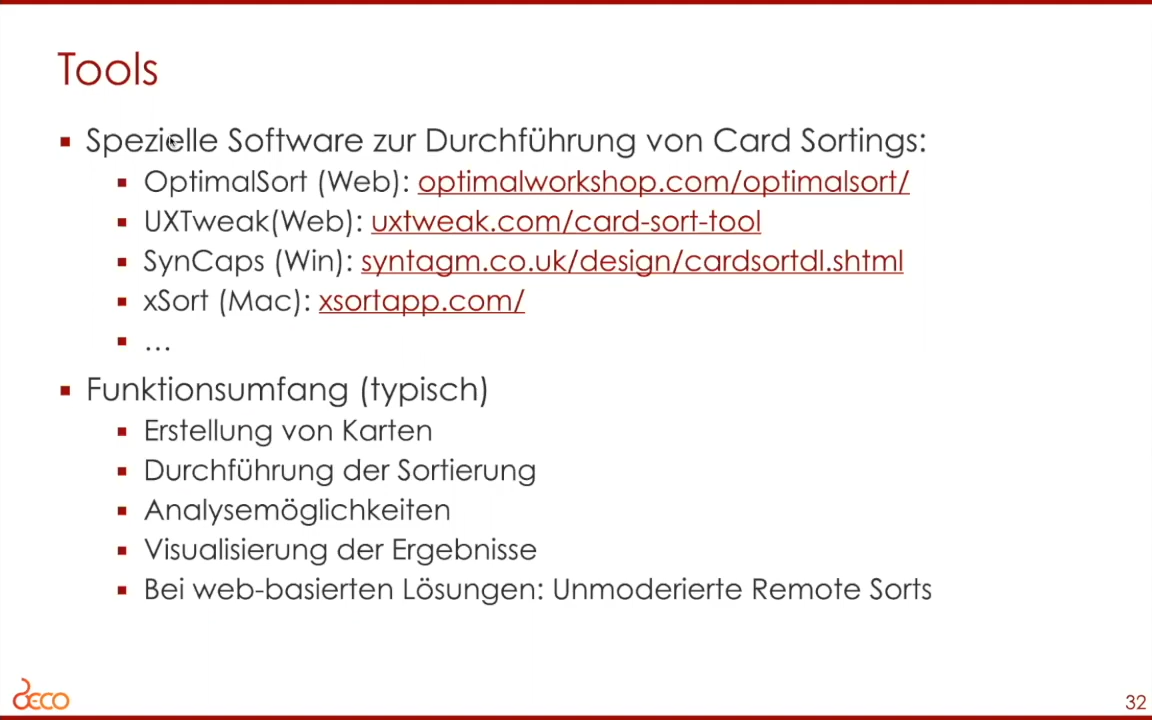 Tools
Spezielle Software zur Durchführung von Card Sortings:
OptimalSort (Web): optimalworkshop.com/optimalsort/
UXTweak(Web): uxtweak.com/card-sort-tool
SynCaps (Win): syntagm.co.uk/design/cardsortdl.shtml
xSort (Mac): xsortapp.com/
…
Funktionsumfang (typisch)
Erstellung von Karten
Durchführung der Sortierung
Analysemöglichkeiten
Visualisierung der Ergebnisse
Bei web-basierten Lösungen: Unmoderierte Remote Sorts
DECO
32